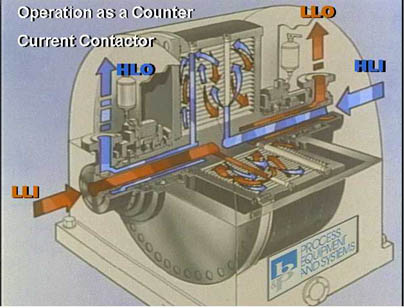 Operation as a Counter
Current Contactor
LLO
HLO
HLI
LLI
b&p
PROCESS
EQUIPMENT
AND SYSTEMS